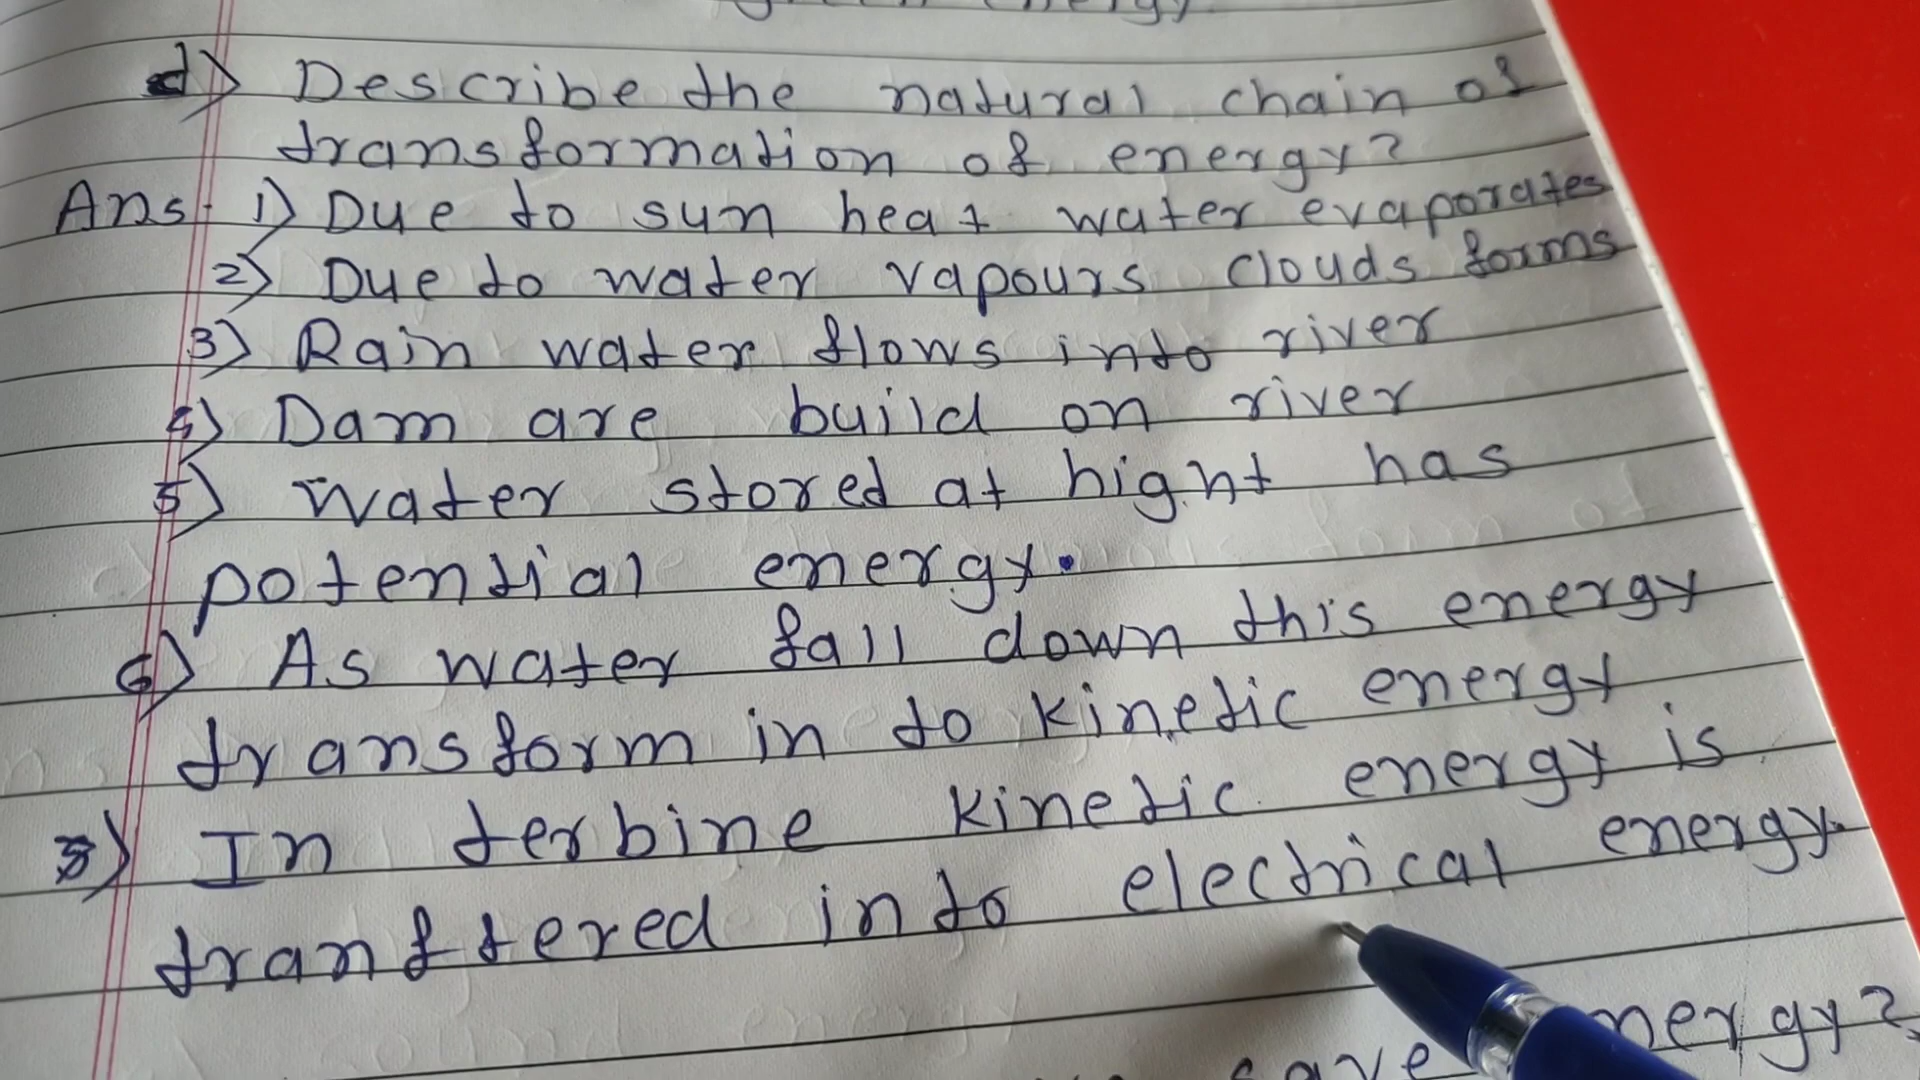 energy
d) Describe the natural chain of
transformation of energy?
Ans. 1) Due to sun heat water evaporates
2) Due to water vapours clouds forms
3) Rain water flows into river
4) Dam are build on river
5) Water stored at hight has
potential energy.
6) As water fall down this energy
transform in to kinetic energy
In terbine kinetic energy is
tranftered into electrical energy.
save